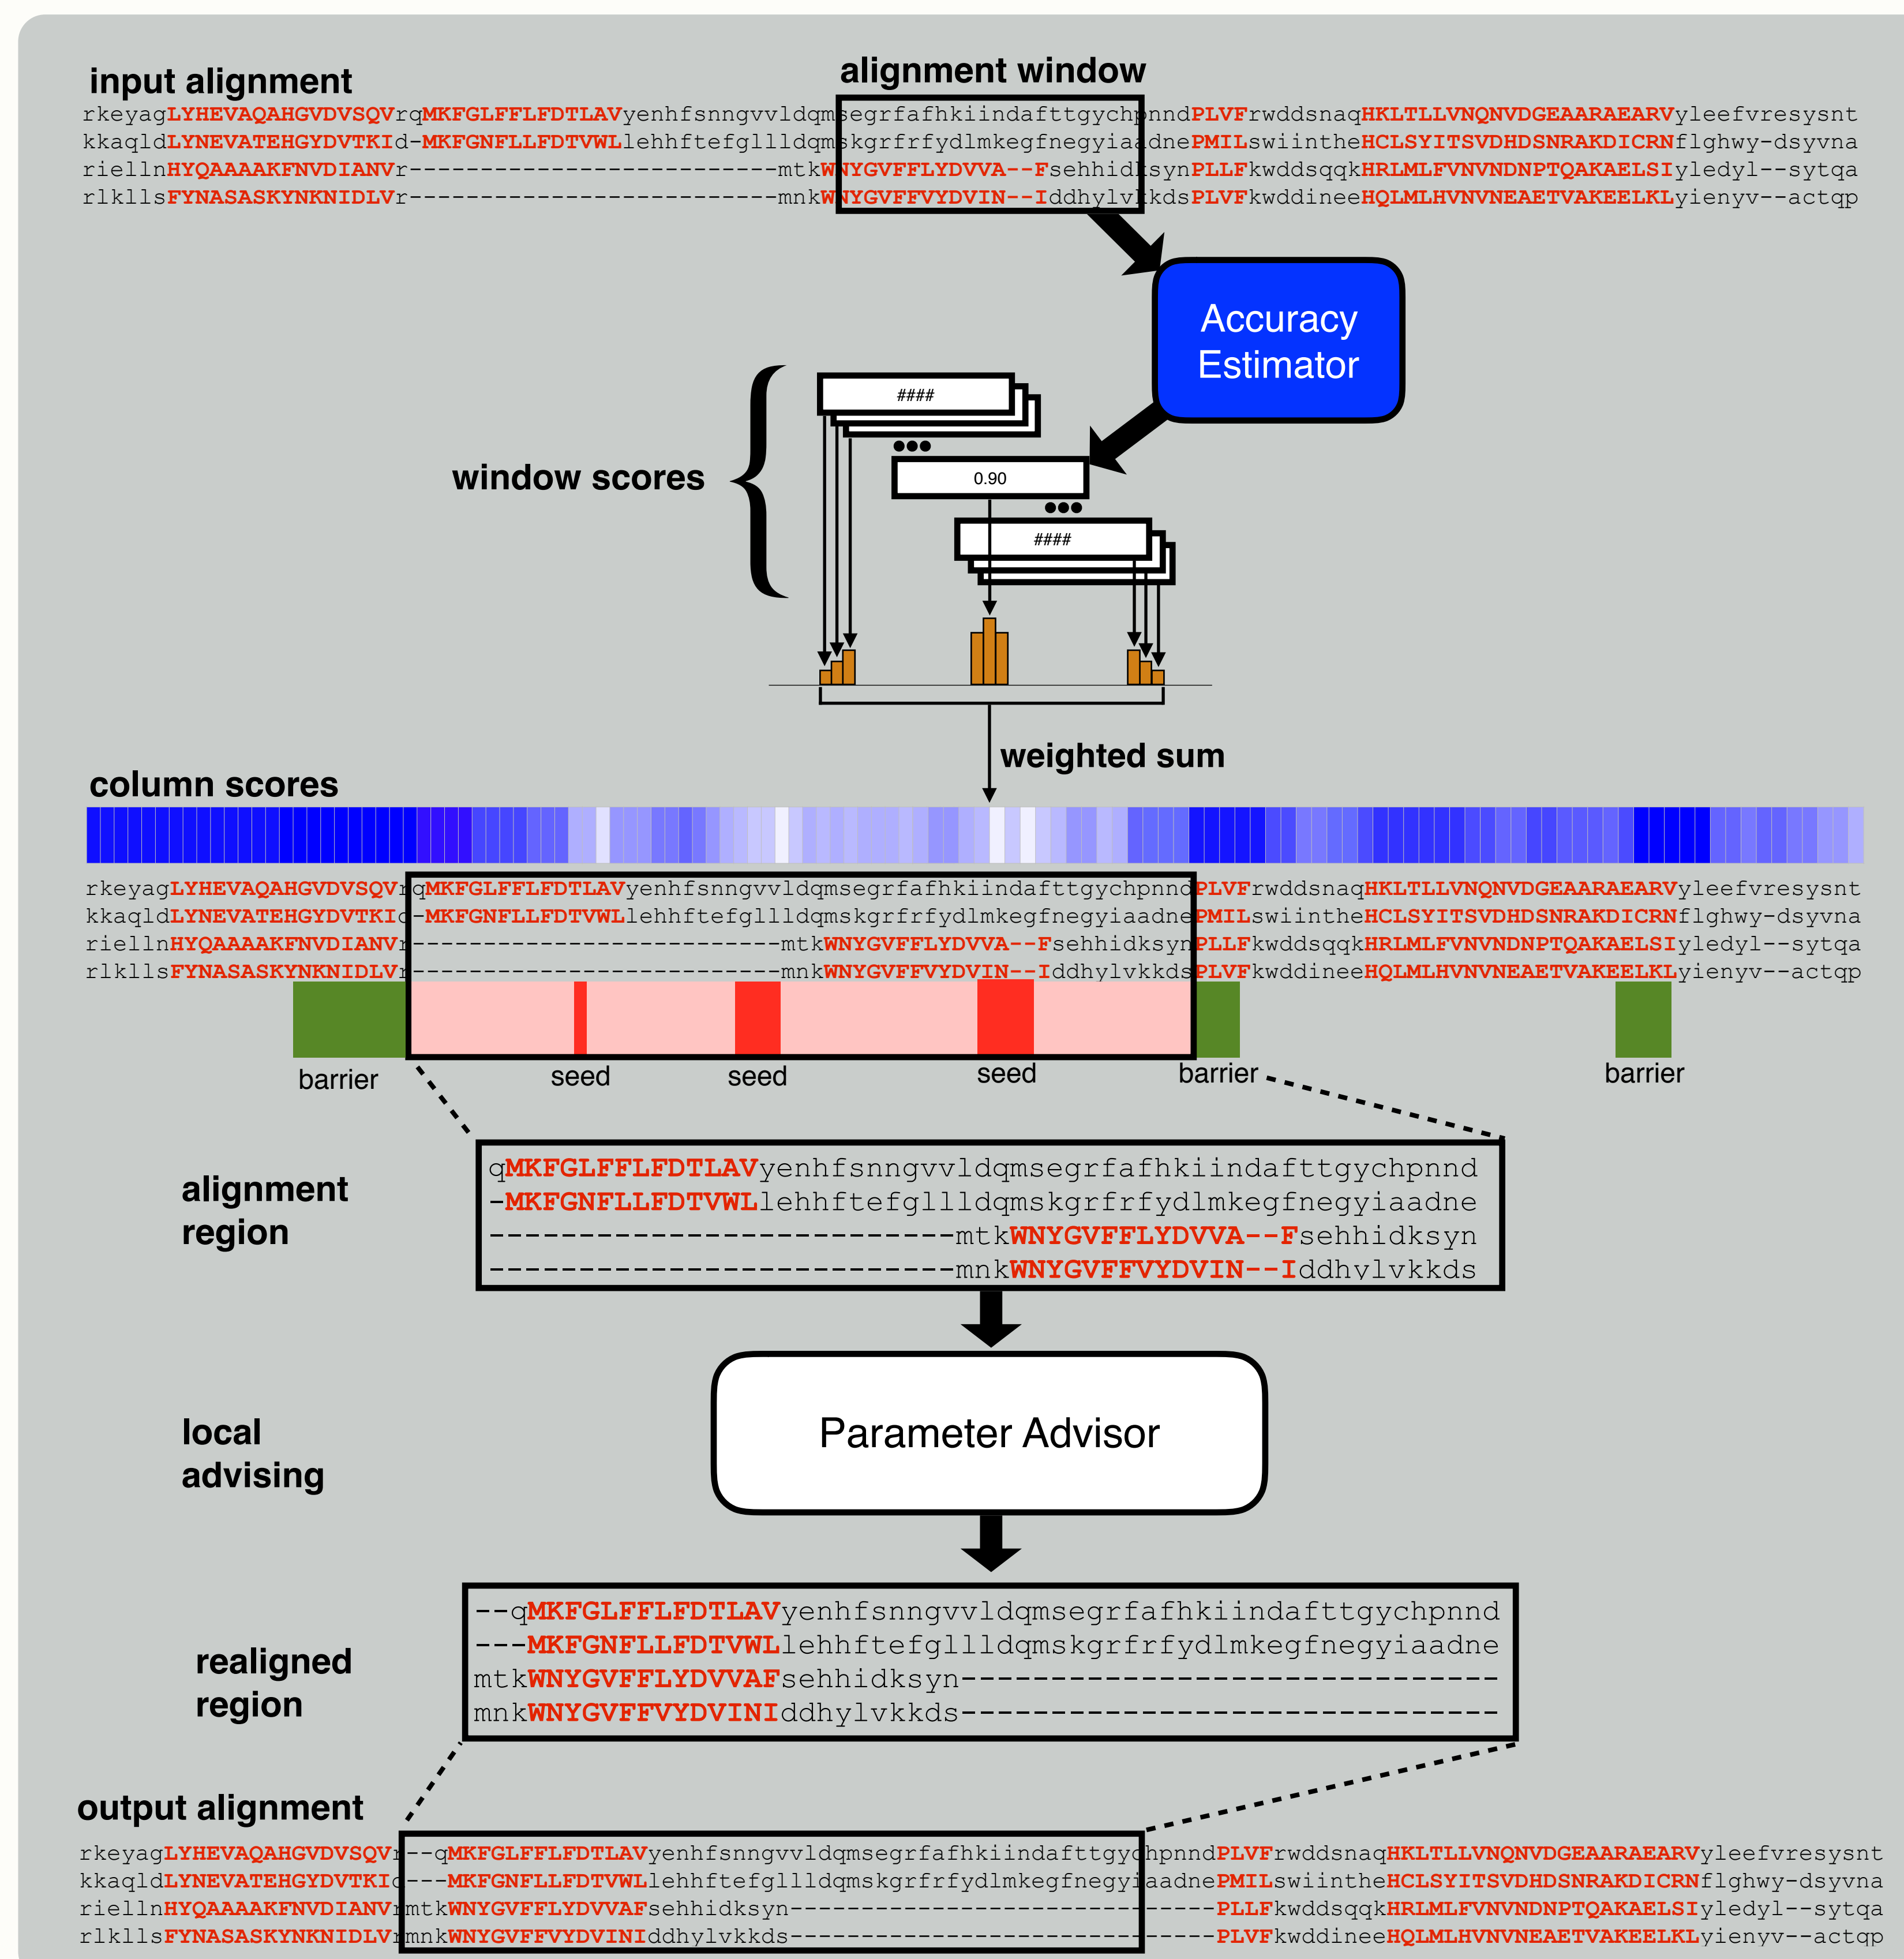 input alignment
alignment window
rkeyagLYHEVAQAHGVDVSQVrqMKFGLFFLFDTLAVyenhfsnngvvldqmsegrfafhkiindafttgychpnndPLVFrwddsnaqHKLTLLVNQNVDGEAARAEARVyleefvresysnt
kkaqldLYNEVATEHGYDVTKId-MKFGNFLLFDTVWLlehhftefgllldqmskgrfrfydlmkegfnegyiaadnePMILswiintheHCLSYITSVDHDSNRAKDICRNflghwy-dsyvna
riellnHYQAAAAKFNVDIANVr--------------------------mtkWNYGVFFLYDVVA--FsehhidksynPLLFkwddsqqkHRLMLFVNVNDNPTQAKAELSIyledyl--sytqa
rlkllsFYNASASKYNKNIDLVr--------------------------mnkWNYGVFFVYDVIN--IddhylvkkdsPLVFkwddineeHQLMLHVNVNEAETVAKEELKLyienyv--actqp
Accuracy
Estimator
####
window scores
0.90
####
weighted sum
column scores
rkeyagLYHEVAQAHGVDVSQVrqMKFGLFFLFDTLAVyenhfsnngvvldqmsegrfafhkiindafttgychpnndPLVFrwddsnaqHKLTLLVNQNVDGEAARAEARVyleefvresysnt
kkaqldLYNEVATEHGYDVTKId-MKFGNFLLFDTVWLlehhftefgllldqmskgrfrfydlmkegfnegyiaadnePMILswiintheHCLSYITSVDHDSNRAKDICRNflghwy-dsyvna
riellnHYQAAAAKFNVDIANVr--------------------------mtkWNYGVFFLYDVVA--FsehhidksynPLLFkwddsqqkHRLMLFVNVNDNPTQAKAELSIyledyl--sytqa
rlkllsFYNASASKYNKNIDLVr--------------------------mnkWNYGVFFVYDVIN--IddhylvkkdsPLVFkwddineeHQLMLHVNVNEAETVAKEELKLyienyv--actqp
barrier seed seed seed barrier barrier
alignment
region
qMKFGLFFLFDTLAVyenhfsnngvvldqmsegrfafhkiindafttgychpnnd
-MKFGNFLLFDTVWLlehhftefgllldqmskgrfrfydlmkegfnegyiaadne
--------------------------mtkWNYGVFFLYDVVA--Fsehhidksyn
--------------------------mnkWNYGVFFVYDVIN--Iddhylvkkds
local
advising
Parameter Advisor
realigned
region
--qMKFGLFFLFDTLAVyenhfsnngvvldqmsegrfafhkiindafttgychpnnd
---MKFGNFLLFDTVWLlehhftefglllldqmskgrfrfydlmkegfnegyiaadne
mtkWNYGVFFLYDVVAFsehhidksyn------------------------------
mnkWNYGVFFVYDVINIddhylvkkds------------------------------
output alignment
rkeyagLYHEVAQAHGVDVSQVr--qMKFGLFFLFDTLAVyenhfsnngvvldqmsegrfafhkiindafttgychpnndPLVFrwddsnaqHKLTLLVNQNVDGEAARAEARVyleefvresysnt
kkaqldLYNEVATEHGYDVTKId---MKFGNFLLFDTVWLlehhftefglllldqmskgrfrfydlmkegfnegyiaadnePMILswiintheHCLSYITSVDHDSNRAKDICRNflghwy-dsyvna
riellnHYQAAAAKFNVDIANVrmtkWNYGVFFLYDVVAFsehhidksyn------------------------------PLLFkwddsqqkHRLMLFVNVNDNPTQAKAELSIyledyl--sytqa
rlkllsFYNASASKYNKNIDLVrmnkWNYGVFFVYDVINIddhylvkkds------------------------------PLVFkwddineeHQLMLHVNVNEAETVAKEELKLyienyv--actqp